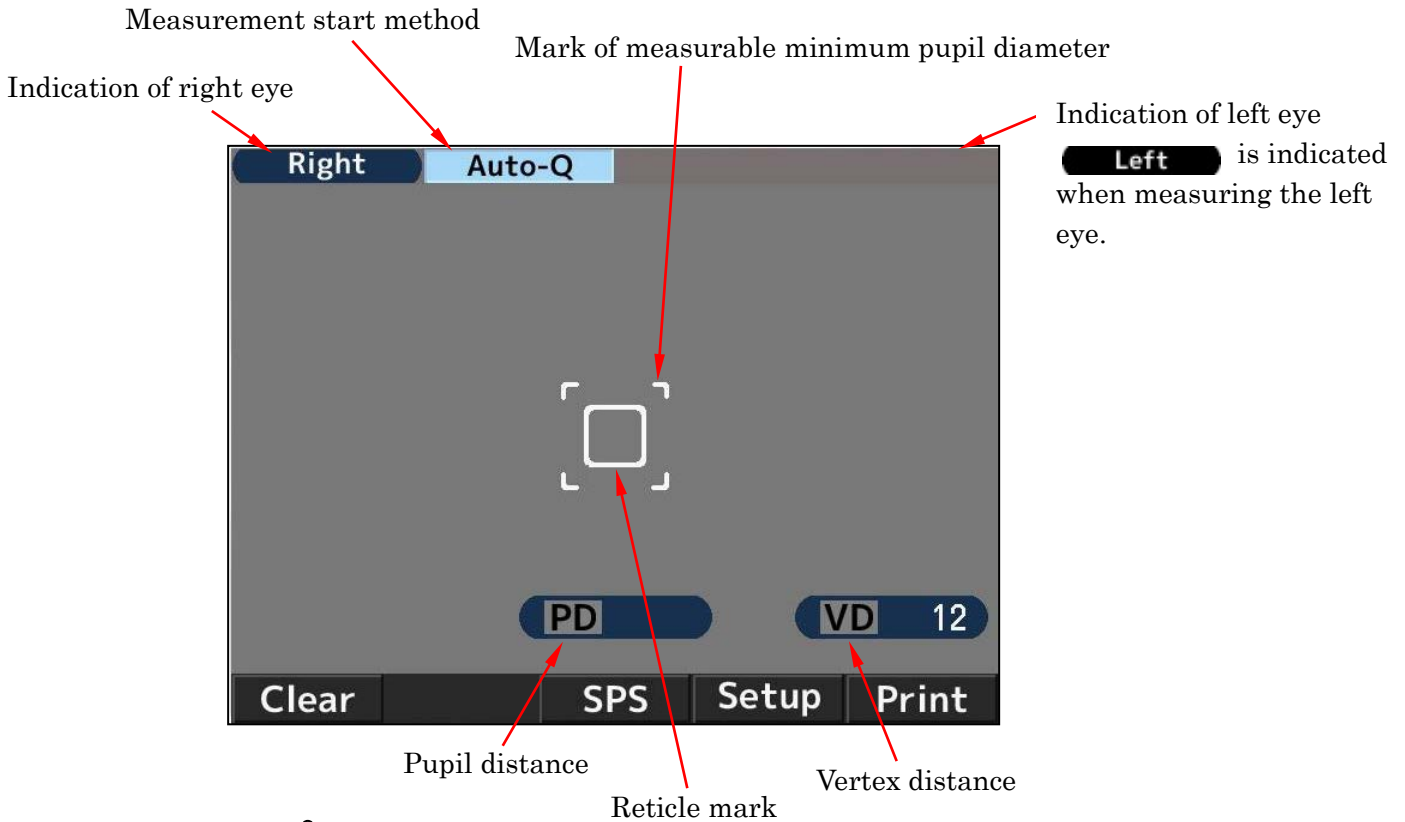 Measurement start method
Mark of measurable minimum pupil diameter
Indication of right eye
Indication of left eye
Left is indicated
when measuring the left
eye.
Right Auto-Q
PD VD 12
Clear SPS Setup Print
Pupil distance
Vertex distance
Reticle mark